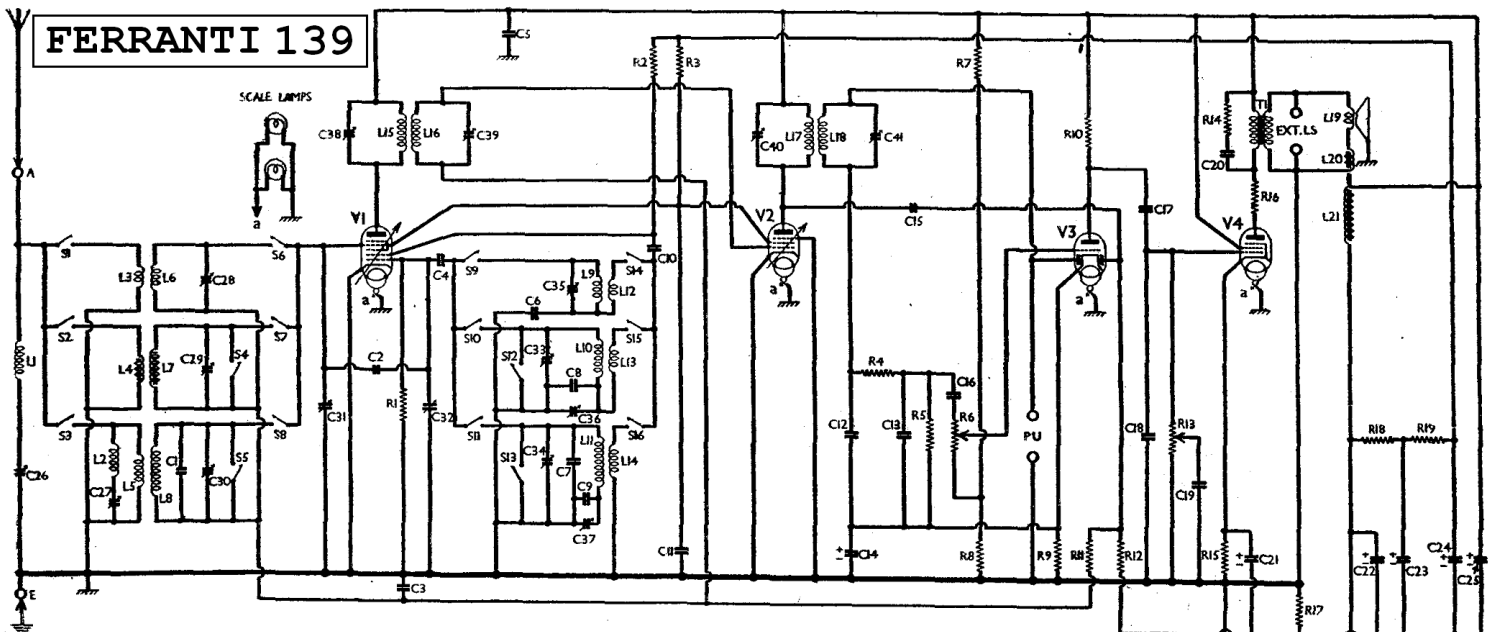 FERRANTI 139
C5
R2 R3 R7
SCALE LAMPS
C38 L15 L16 C39 C40 L17 L18 C41 R10 R14 T1 EXT.LS L19
C20 L20
A
a
V1 V2 C15 V3 C17 R16 V4 L21
S1 S6 C4 S9 S14 C10
L3 L6 C28 a C35 L9 L12 a a a
C6
S2 S7 S10 S15
L1 L4 L7 C29 S4 C2 S12 C33 L10 L13
C8
R4 C16
S3 S8 C31 R1 C32 S11 C36 S16 C12 C13 R5 R6 PU C18 R13 R18 R19
C26 L2 C27 L5 L8 C1 C30 S5 S13 C34 C7 L11 L14 C9
C19
C37
C11 C14 R8 R9 R11 R12 R15 C21 C22 C23 C24 C25
E C3 R17